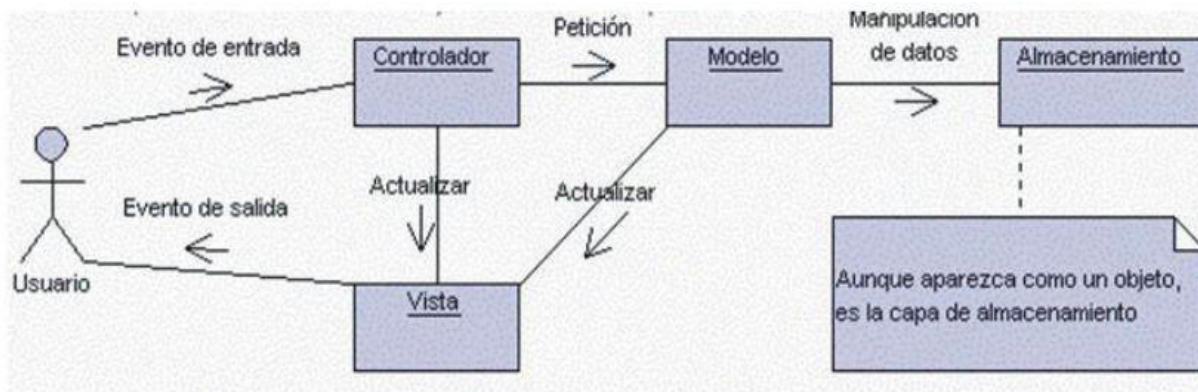 Evento de entrada
Controlador
Petición
Modelo
Manipulación
de datos
Almacenamiento
Actualizar
Actualizar
Evento de salida
Usuario
Vista
Aunque aparezca como un objeto,
es la capa de almacenamiento